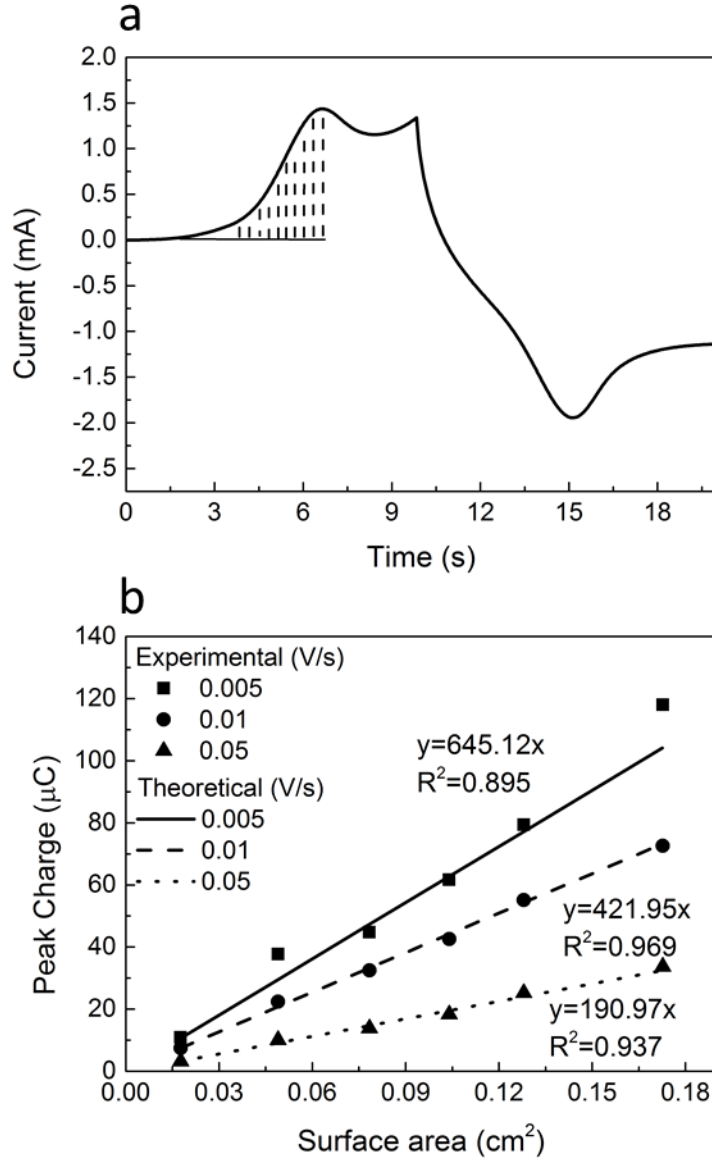 a
2.0
1.5
1.0
0.5
0.0
-0.5
-1.0
-1.5
-2.0
-2.5
Current (mA)
0 3 6 9 12 15 18
Time (s)
b
140
120
100
80
60
40
20
0
Peak Charge (μC)
Experimental (V/s)
0.005
0.01
0.05
Theoretical (V/s)
0.005
0.01
0.05
y=645.12x
R²=0.895
y=421.95x
R²=0.969
y=190.97x
R²=0.937
0.00 0.03 0.06 0.09 0.12 0.15 0.18
Surface area (cm²)